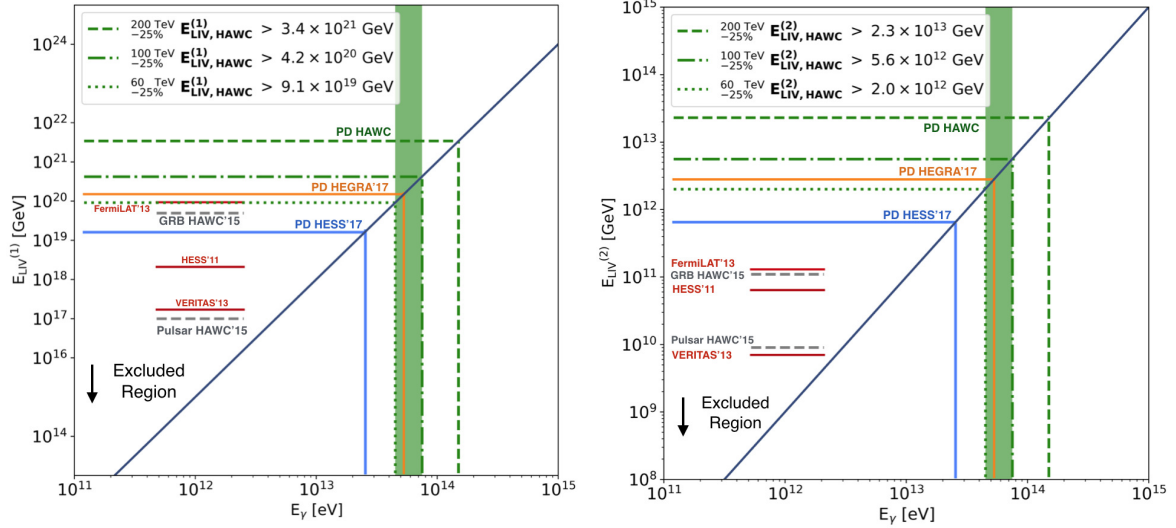 200 TeV
−25% E^(1)_LIV, HAWC > 3.4 × 10^21 GeV
100 TeV
−25% E^(1)_LIV, HAWC > 4.2 × 10^20 GeV
60 TeV
−25% E^(1)_LIV, HAWC > 9.1 × 10^19 GeV
10^24
10^22
10^21
10^20
10^19
10^18
10^17
10^16
10^14
E_LIV^(1) [GeV]
PD HAWC
PD HEGRA'17
FermiLAT'13
GRB HAWC'15
PD HESS'17
HESS'11
VERITAS'13
Pulsar HAWC'15
Excluded
Region
10^11
10^12
10^13
10^14
10^15
E_γ [eV]
200 TeV
−25% E^(2)_LIV, HAWC > 2.3 × 10^13 GeV
100 TeV
−25% E^(2)_LIV, HAWC > 5.6 × 10^12 GeV
60 TeV
−25% E^(2)_LIV, HAWC > 2.0 × 10^12 GeV
10^15
10^14
10^13
10^12
10^11
10^10
10^9
10^8
E_LIV^(2) [GeV]
PD HAWC
PD HEGRA'17
PD HESS'17
FermiLAT'13
GRB HAWC'15
HESS'11
Pulsar HAWC'15
VERITAS'13
Excluded
Region
10^11
10^12
10^13
10^14
10^15
E_γ [eV]